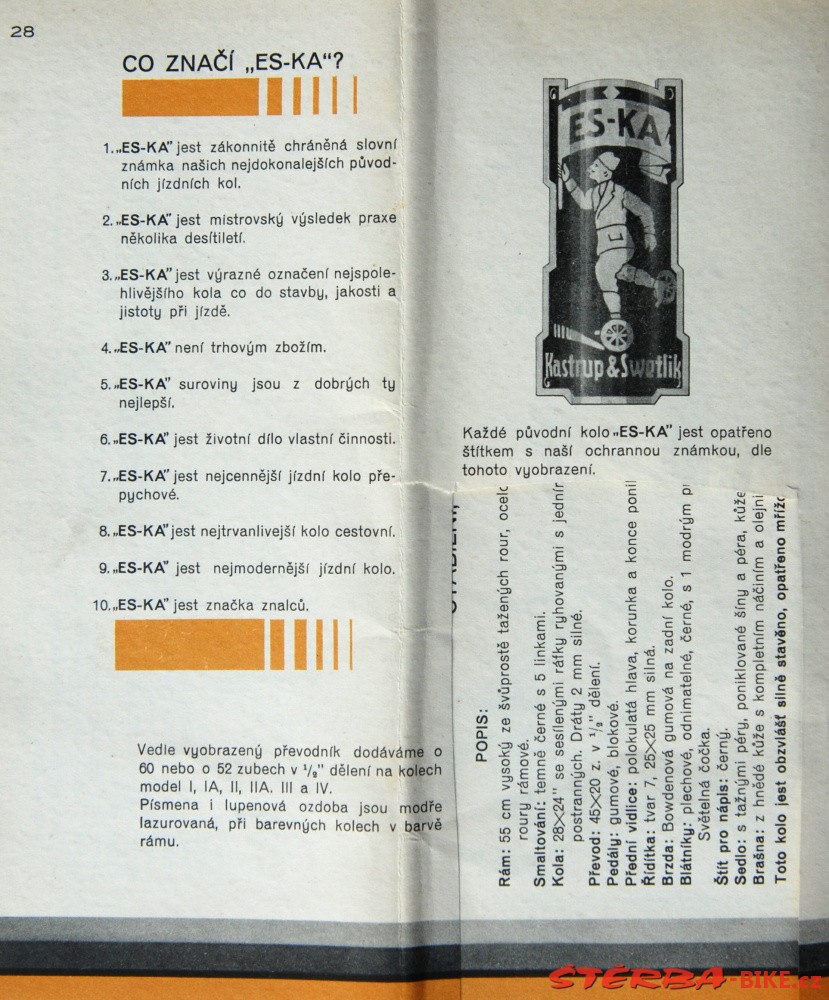 28
CO ZNAČÍ „ES-KA“?
1. „ES-KA” jest zákonnitě chráněná slovní
známka našich nejdokonalejších původ-
ních jízdních kol.
2. „ES-KA” jest mistrovský výsledek praxe
několika desítiletí.
3. „ES-KA” jest výrazné označení nejspole-
hlivějšího kola co do stavby, jakosti a
jistoty při jízdě.
4. „ES-KA” není trhovým zbožím.
5. „ES-KA” suroviny jsou z dobrých ty
nejlepší.
6. „ES-KA” jest životní dílo vlastní činnosti.
7. „ES-KA” jest nejcennější jízdní kolo pře-
pychové.
8. „ES-KA” jest nejtrvanlivejší kolo cestovní.
9. „ES-KA” jest nejmodernější jízdní kolo.
10. „ES-KA” jest značka znalců.
Vedle vyobrazený převodník dodáváme o
60 nebo o 52 zubech v ½” dělení na kolech
model I, IA, II, IIA. III a IV.
Písmena i lupenová ozdoba jsou modře
lazurovaná, při barevných kolech v barvě
rámu.
ES-KA
Kastrup & Swetlik
Každé původní kolo „ES-KA” jest opatřeno
štítkem s naší ochrannou známkou, dle
tohoto vyobrazení.
POPIS:
Rám: 55 cm vysoký ze švůprostě tažených rour, ocelo
roury rámové.
Smaltování: temně černé s 5 linkami.
Kola: 28×24” se sesílenými ráfky ryhovanými s jedním
postranných. Dráty 2 mm silné.
Převod: 45×20 z. v ½” dělení.
Pedály: gumové, blokové.
Přední vidlice: polokulatá hlava, korunka a konce ponil
Řídítka: tvar 7, 25×25 mm silná.
Brzda: Bowdenová gumová na zadní kolo.
Blátníky: plechové, odnimatelné, černé, s 1 modrým p
Světelná čočka.
Štít pro nápis: černý.
Sedlo: s tažnými péry, poniklované šíny a péra, kůže
Brašna: z hnědé kůže s kompletním náčiním a olejni
Toto kolo jest obzvlášť silně stavěno, opatřeno mřížo
ŠTERBA-BIKE.cz